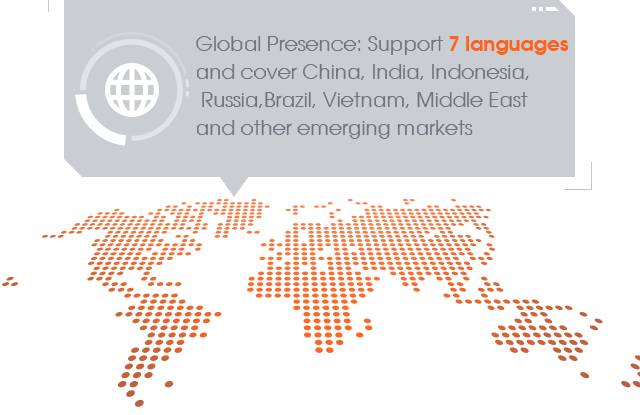 Global Presence: Support 7 languages
and cover China, India, Indonesia,
Russia,Brazil, Vietnam, Middle East
and other emerging markets